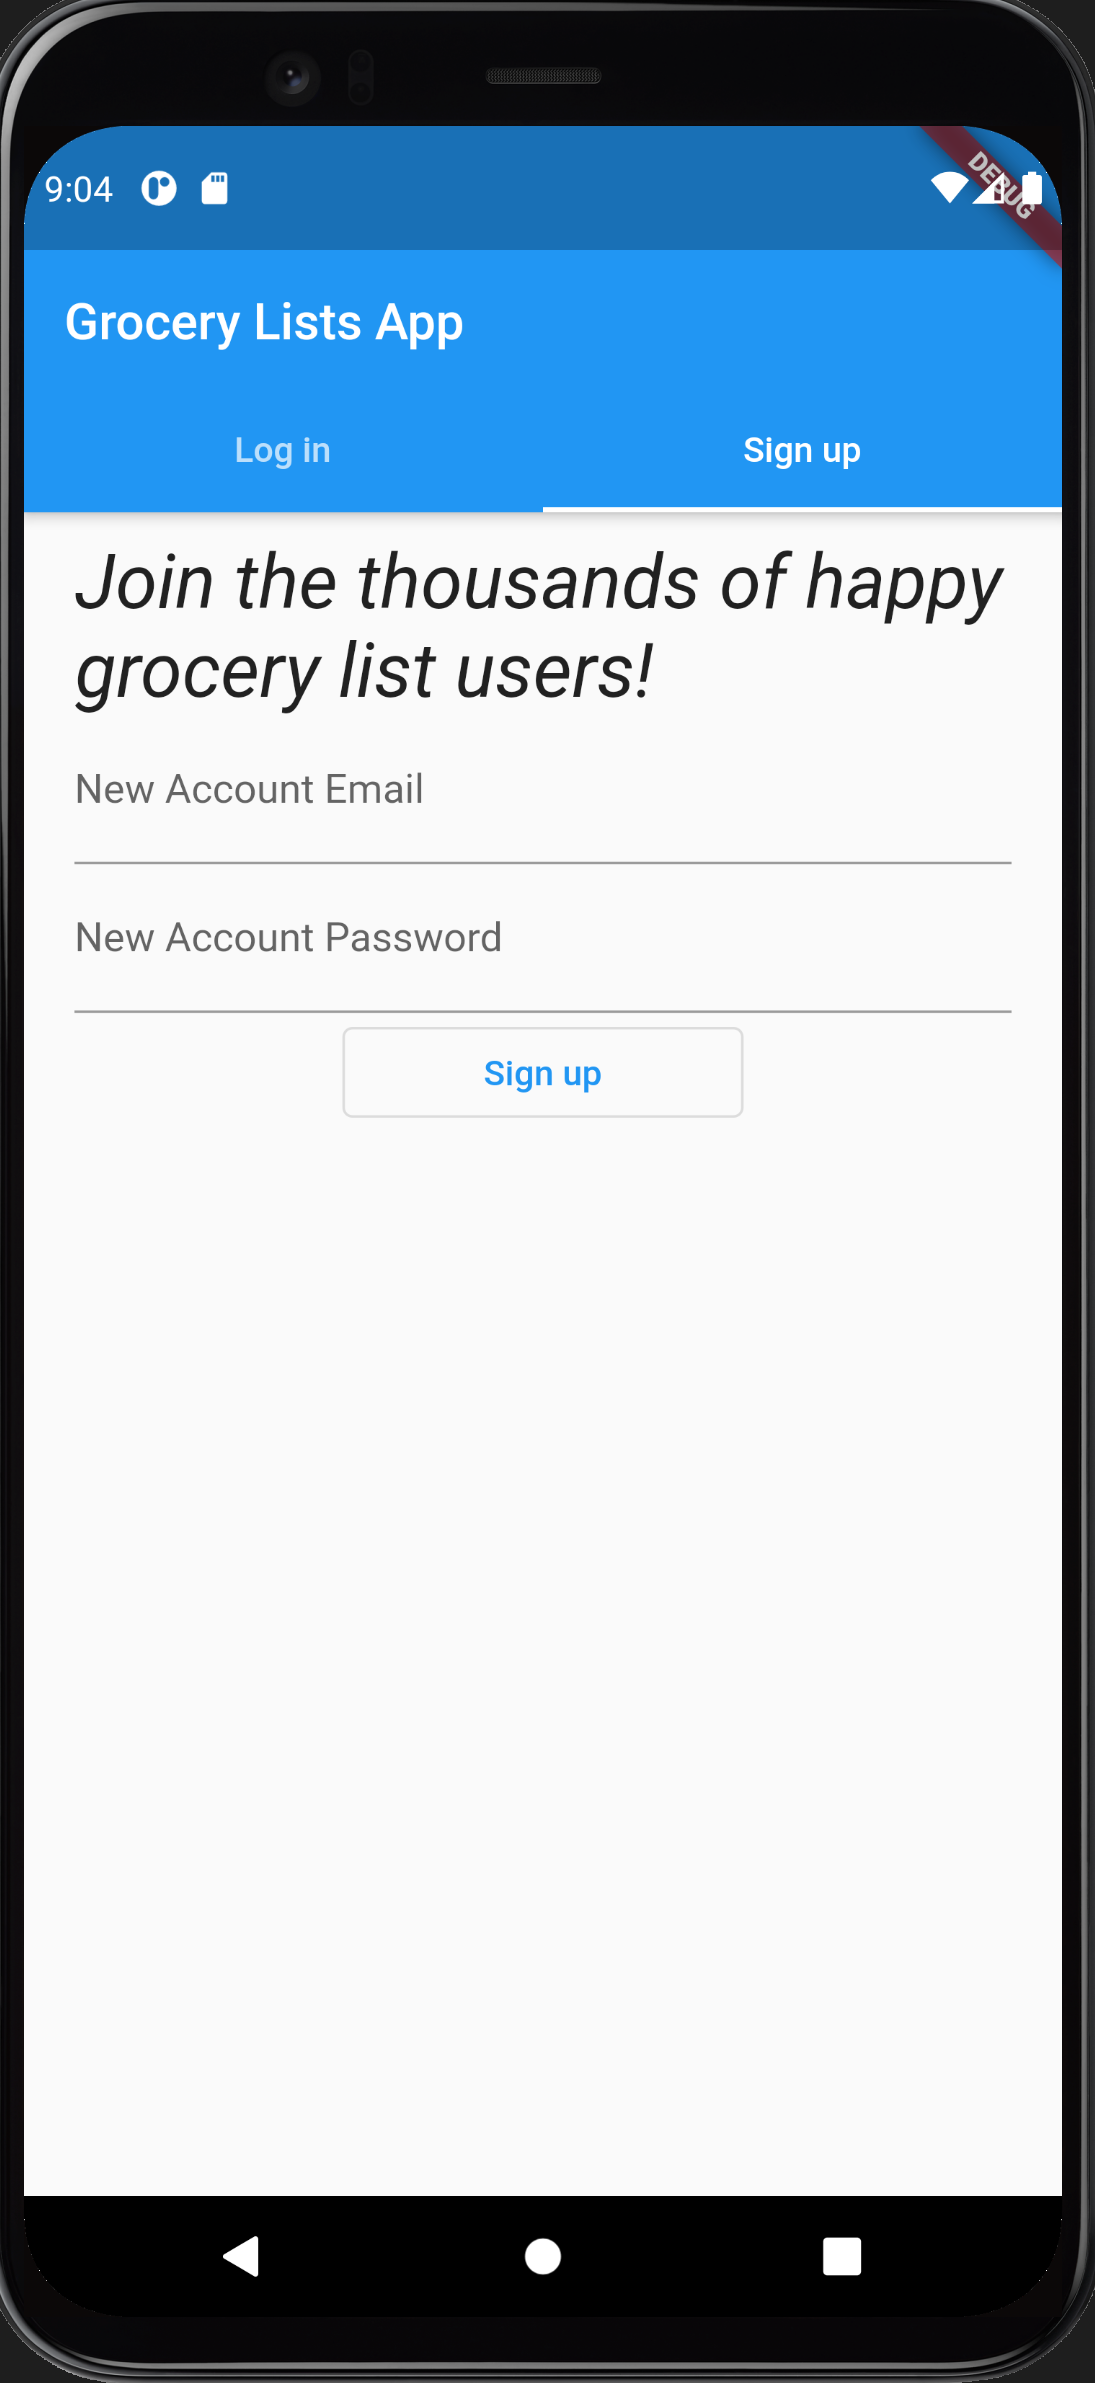 9:04
DEBUG
Grocery Lists App
Log in
Sign up
Join the thousands of happy
grocery list users!
New Account Email
New Account Password
Sign up